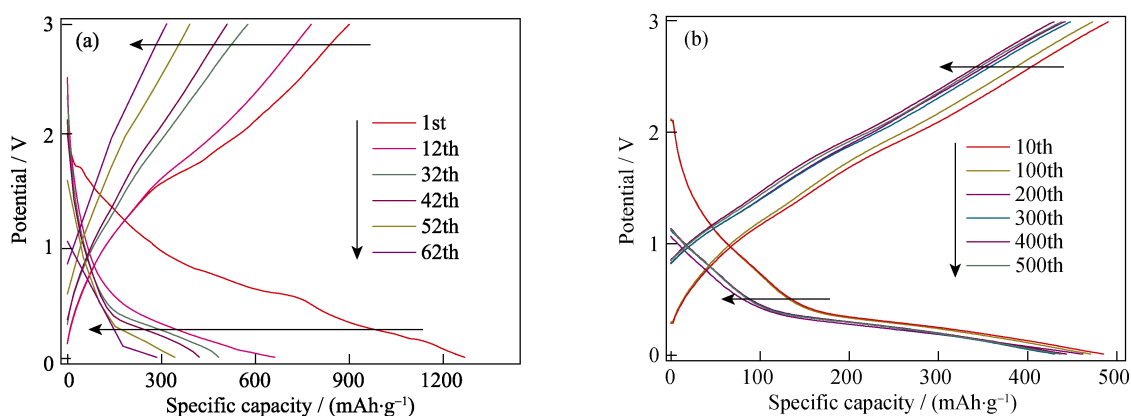 (a)
3
2
1
0
Potential / V
1st
12th
32th
42th
52th
62th
0 300 600 900 1200
Specific capacity / (mAh·g⁻¹)
(b)
3
2
1
0
Potential / V
10th
100th
200th
300th
400th
500th
0 100 200 300 400 500
Specific capacity / (mAh·g⁻¹)